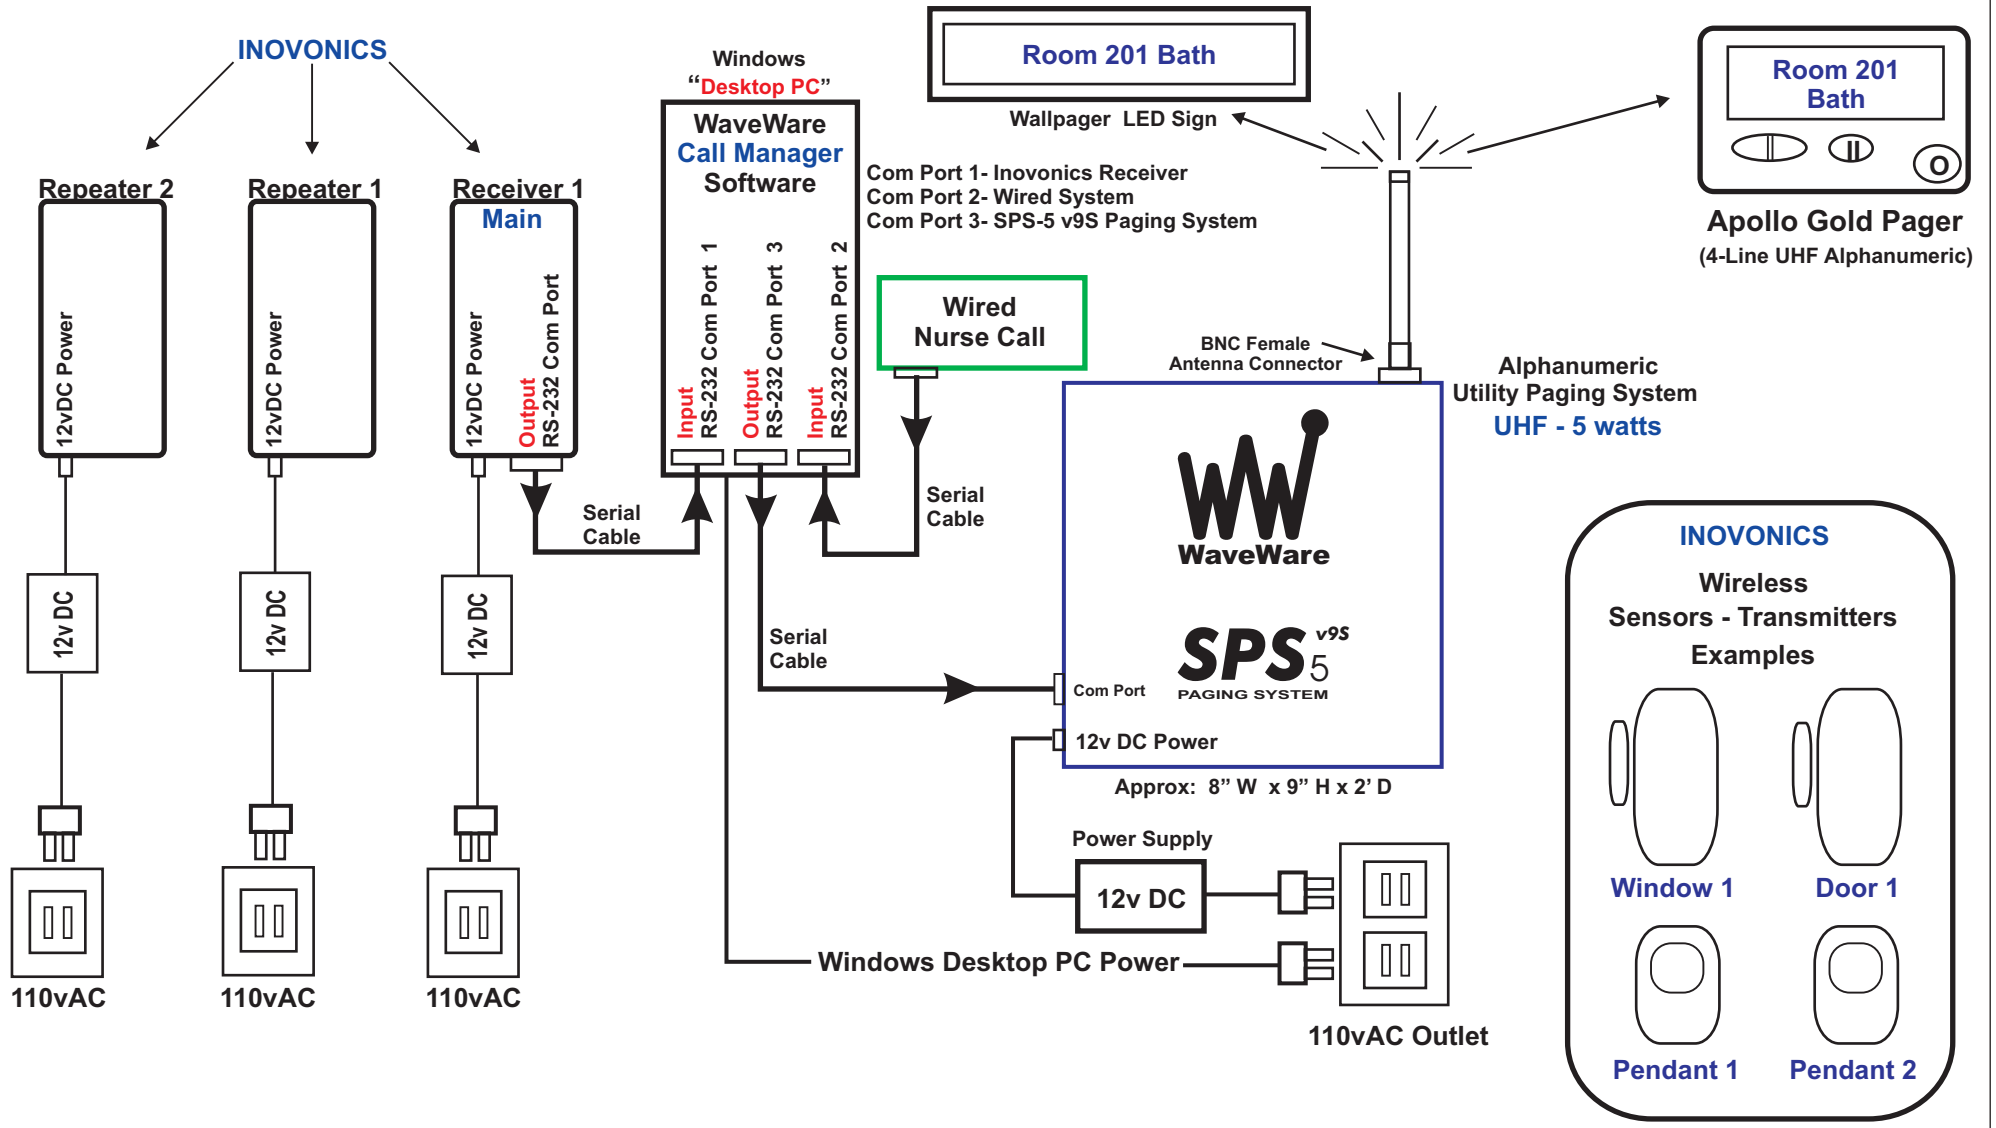 INOVONICS
Repeater 2
12vDC Power
12v DC
110vAC
Repeater 1
12vDC Power
12v DC
110vAC
Receiver 1
Main
12vDC Power
Output
RS-232 Com Port
12v DC
110vAC
Serial
Cable
Windows
“Desktop PC”
WaveWare
Call Manager
Software
Input
RS-232 Com Port 1
Output
RS-232 Com Port 3
Input
RS-232 Com Port 2
Com Port 1- Inovonics Receiver
Com Port 2- Wired System
Com Port 3- SPS-5 v9S Paging System
Wired
Nurse Call
Serial
Cable
Serial
Cable
Room 201 Bath
Wallpager LED Sign
Room 201
Bath
O
Apollo Gold Pager
(4-Line UHF Alphanumeric)
BNC Female
Antenna Connector
Alphanumeric
Utility Paging System
UHF - 5 watts
WaveWare
SPS 5 v9S
PAGING SYSTEM
Com Port
12v DC Power
Approx: 8” W x 9” H x 2’ D
Power Supply
12v DC
Windows Desktop PC Power
110vAC Outlet
INOVONICS
Wireless
Sensors - Transmitters
Examples
Window 1
Door 1
Pendant 1
Pendant 2